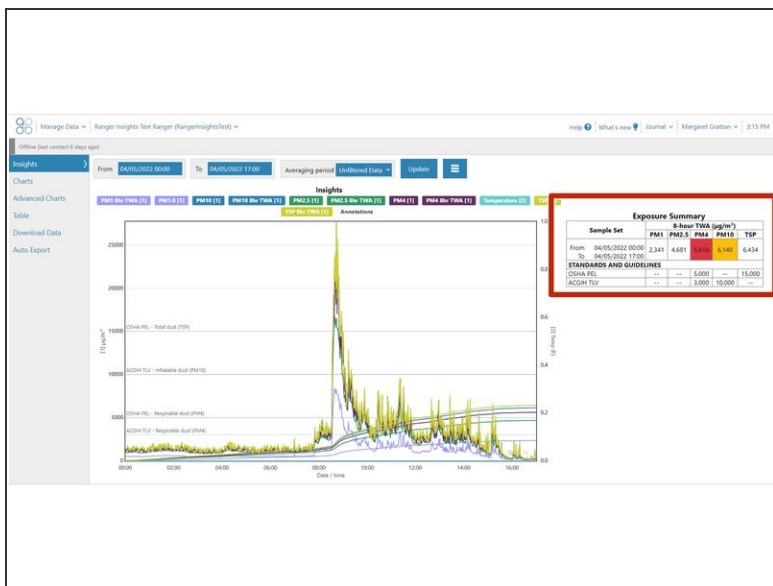 Manage Data Ranger Insights Test Ranger (RangerInsightsTest) Help What's new Journal Margaret Grattan 3:15 PM
Offline (last contact 6 days ago)
Insights
Charts
Advanced Charts
Table
Download Data
Auto Export
From 04/05/2022 00:00 To 04/05/2022 17:00 Averaging period Unfiltered Data Update
Insights
PM1 8hr TWA [1] PM1.0 [1] PM10 [1] PM10 8hr TWA [1] PM2.5 [1] PM2.5 8hr TWA [1] PM4 [1] PM4 8hr TWA [1] Temperature [2]
TSP 8hr TWA [1] Annotations
25000
20000
15000
10000
5000
0
[1] µg/m³
OSHA PEL - Total dust (TSP)
ACGIH TLV - Inhalable dust (PM10)
OSHA PEL - Respirable dust (PM4)
ACGIH TLV - Respirable dust (PM4)
1.0
0.8
0.6
0.4
0.2
0.0
[2] Temp (F)
00:00 02:00 04:00 06:00 08:00 10:00 12:00 14:00 16:00
Date / time
Exposure Summary
Sample Set 8-hour TWA (µg/m³)
PM1 PM2.5 PM4 PM10 TSP
From 04/05/2022 00:00 2,341 4,681 5,616 6,140 6,434
To 04/05/2022 17:00
STANDARDS AND GUIDELINES
OSHA PEL -- -- 5,000 -- 15,000
ACGIH TLV -- -- 3,000 10,000 --